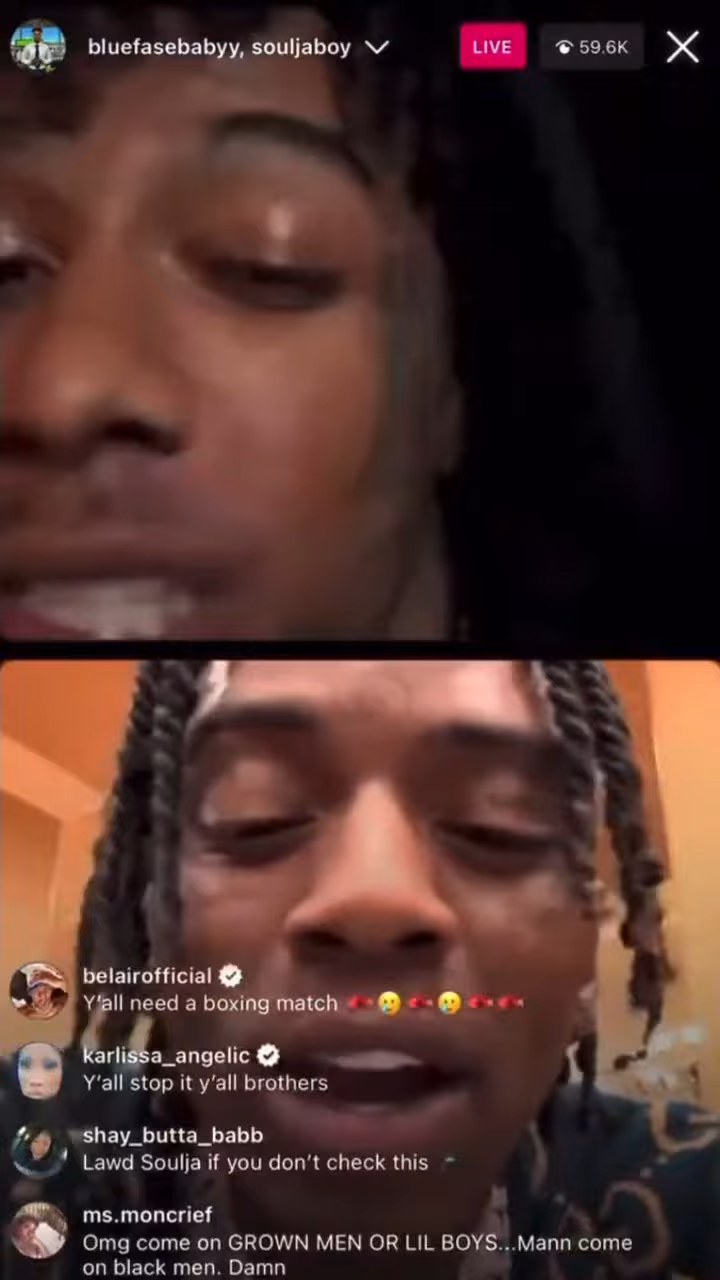 bluefasebabyy, souljaboy
LIVE
59.6K
belairofficial
Y'all need a boxing match
karlissa_angelic
Y'all stop it y'all brothers
shay_butta_babb
Lawd Soulja if you don't check this
ms.moncrief
Omg come on GROWN MEN OR LIL BOYS...Mann come
on black men. Damn